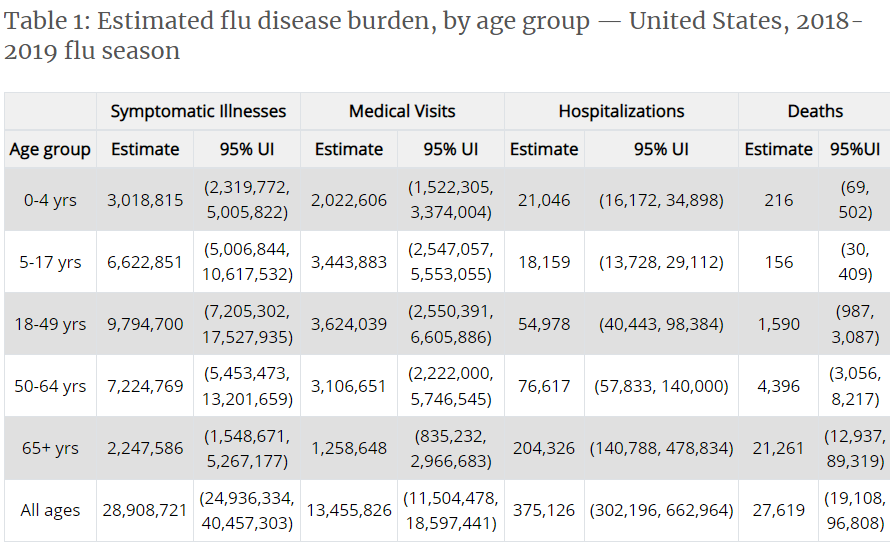 Table 1: Estimated flu disease burden, by age group — United States, 2018-
2019 flu season
Symptomatic Illnesses Medical Visits Hospitalizations Deaths
Age group Estimate 95% UI Estimate 95% UI Estimate 95% UI Estimate 95%UI
0-4 yrs 3,018,815 (2,319,772, 5,005,822) 2,022,606 (1,522,305, 3,374,004) 21,046 (16,172, 34,898) 216 (69, 502)
5-17 yrs 6,622,851 (5,006,844, 10,617,532) 3,443,883 (2,547,057, 5,553,055) 18,159 (13,728, 29,112) 156 (30, 409)
18-49 yrs 9,794,700 (7,205,302, 17,527,935) 3,624,039 (2,550,391, 6,605,886) 54,978 (40,443, 98,384) 1,590 (987, 3,087)
50-64 yrs 7,224,769 (5,453,473, 13,201,659) 3,106,651 (2,222,000, 5,746,545) 76,617 (57,833, 140,000) 4,396 (3,056, 8,217)
65+ yrs 2,247,586 (1,548,671, 5,267,177) 1,258,648 (835,232, 2,966,683) 204,326 (140,788, 478,834) 21,261 (12,937, 89,319)
All ages 28,908,721 (24,936,334, 40,457,303) 13,455,826 (11,504,478, 18,597,441) 375,126 (302,196, 662,964) 27,619 (19,108, 96,808)